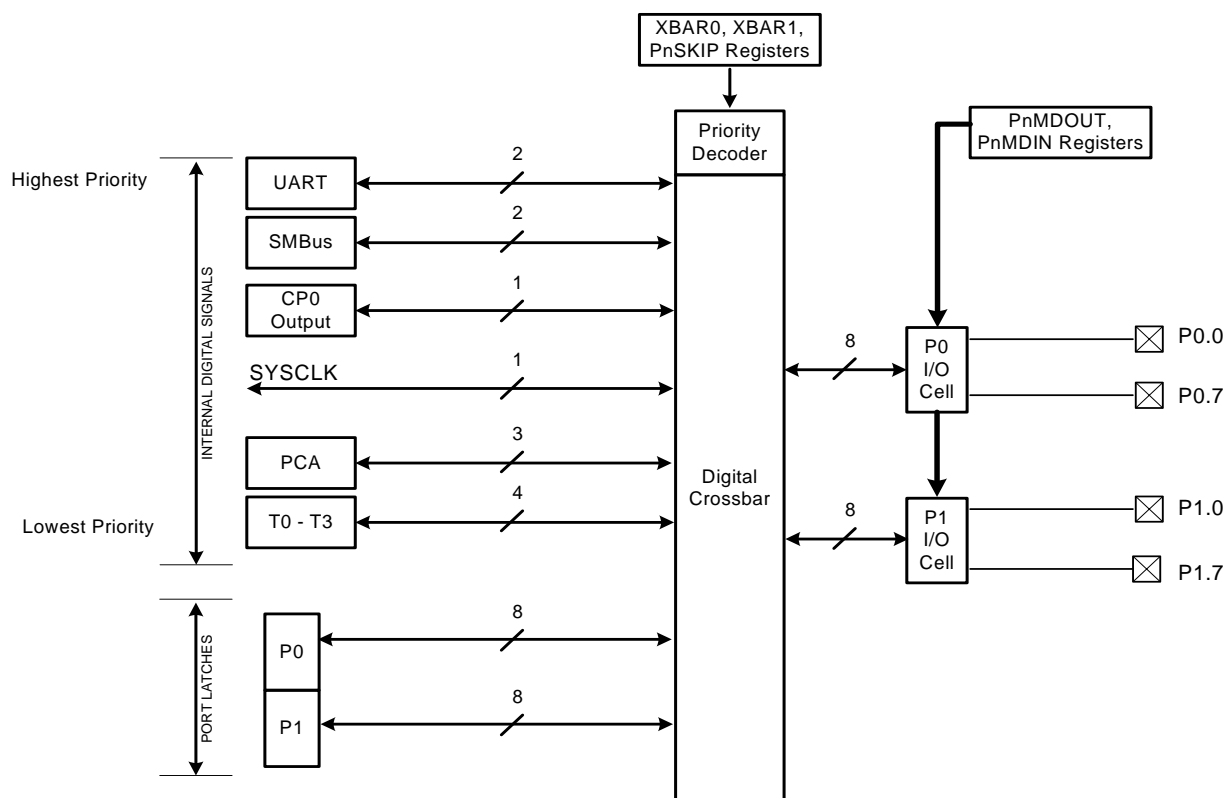 XBAR0, XBAR1,
PnSKIP Registers
Priority
Decoder
PnMDOUT,
PnMDIN Registers
Highest Priority
Lowest Priority
INTERNAL DIGITAL SIGNALS
UART
2
SMBus
2
CP0
Output
1
SYSCLK
1
PCA
3
T0 - T3
4
PORT LATCHES
P0
8
P1
8
Digital
Crossbar
8
P0
I/O
Cell
P0.0
P0.7
8
P1
I/O
Cell
P1.0
P1.7